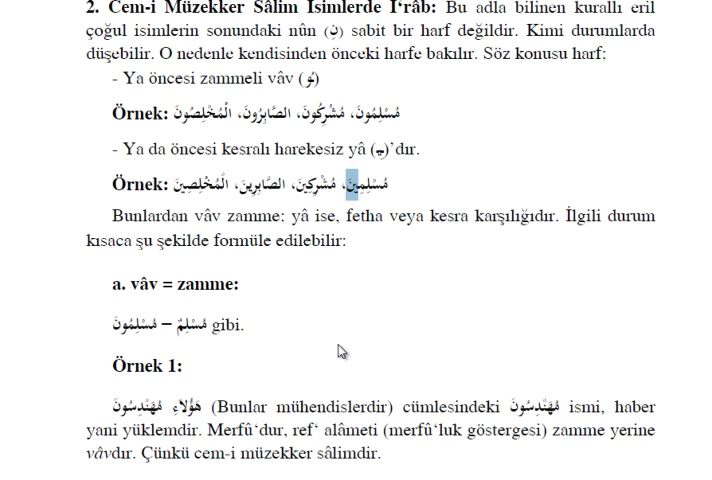 2. Cem-i Müzekker Sâlim İsimlerde İ‘râb: Bu adla bilinen kurallı eril
çoğul isimlerin sonundaki nûn (نِ) sabit bir harf değildir. Kimi durumlarda
düşebilir. O nedenle kendisinden önceki harfe bakılır. Söz konusu harf;
- Ya öncesi zammeli vâv (ـُو)
Örnek: مُسْلِمُونَ، مُشْرِكُونَ، الصَّابِرُونَ، الْمُخْلِصُونَ
- Ya da öncesi kesralı harekesiz yâ (ـِيـ)’dır.
Örnek: مُسْلِمِينَ، مُشْرِكِينَ، الصَّابِرِينَ، الْمُخْلِصِينَ
Bunlardan vâv zamme; yâ ise, fetha veya kesra karşılığıdır. İlgili durum
kısaca şu şekilde formüle edilebilir:
a. vâv = zamme:
مُسْلِمٌ – مُسْلِمُونَ gibi.
Örnek 1:
هَؤُلاَءِ مُهَنْدِسُونَ (Bunlar mühendislerdir) cümlesindeki مُهَنْدِسُونَ ismi, haber
yani yüklemdir. Merfû‘dur, ref‘ alâmeti (merfû‘luk göstergesi) zamme yerine
vâvdır. Çünkü cem-i müzekker sâlimdir.